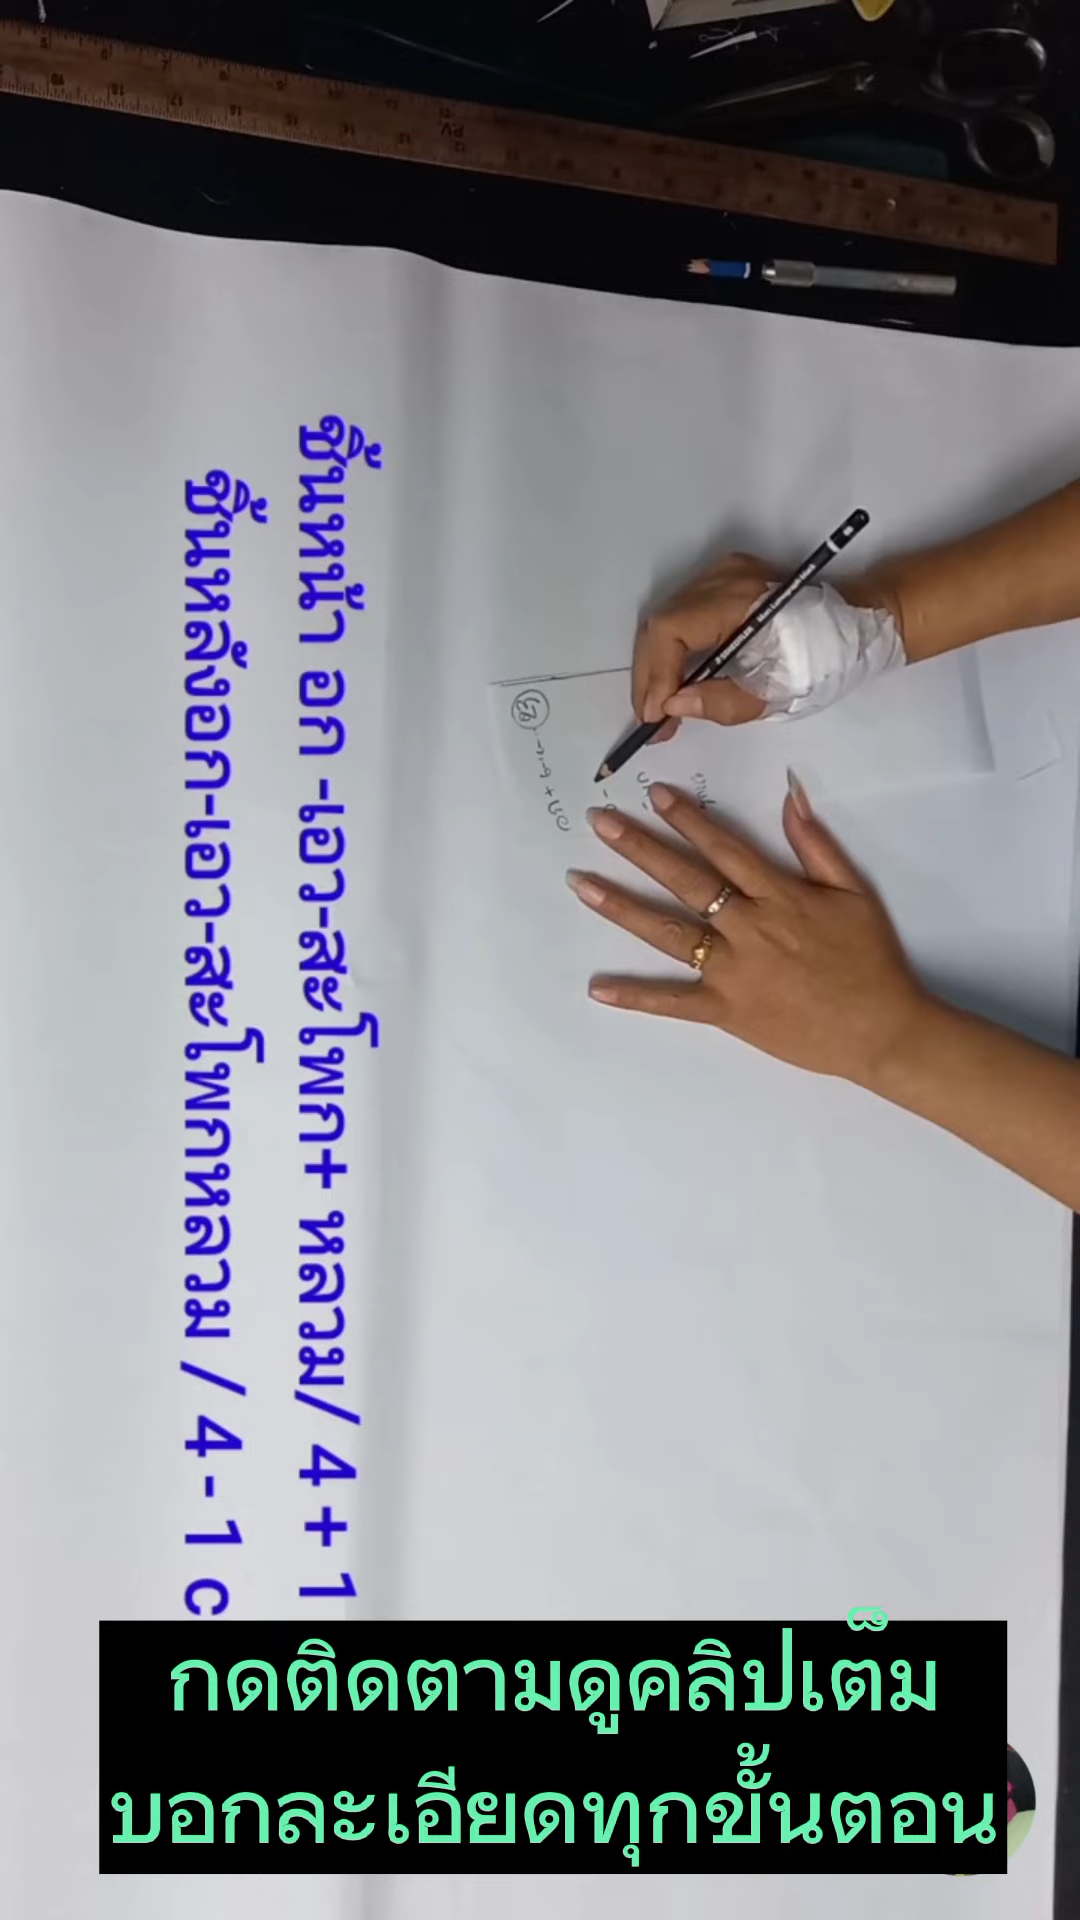 ชิ้นหน้า อก -เอว-สะโพก+ หลวม/ 4 + 1
ชิ้นหลังอก-เอว-สะโพกหลวม / 4 - 1 c
กดติดตามดูคลิปเต็ม
บอกละเอียดทุกขั้นตอน